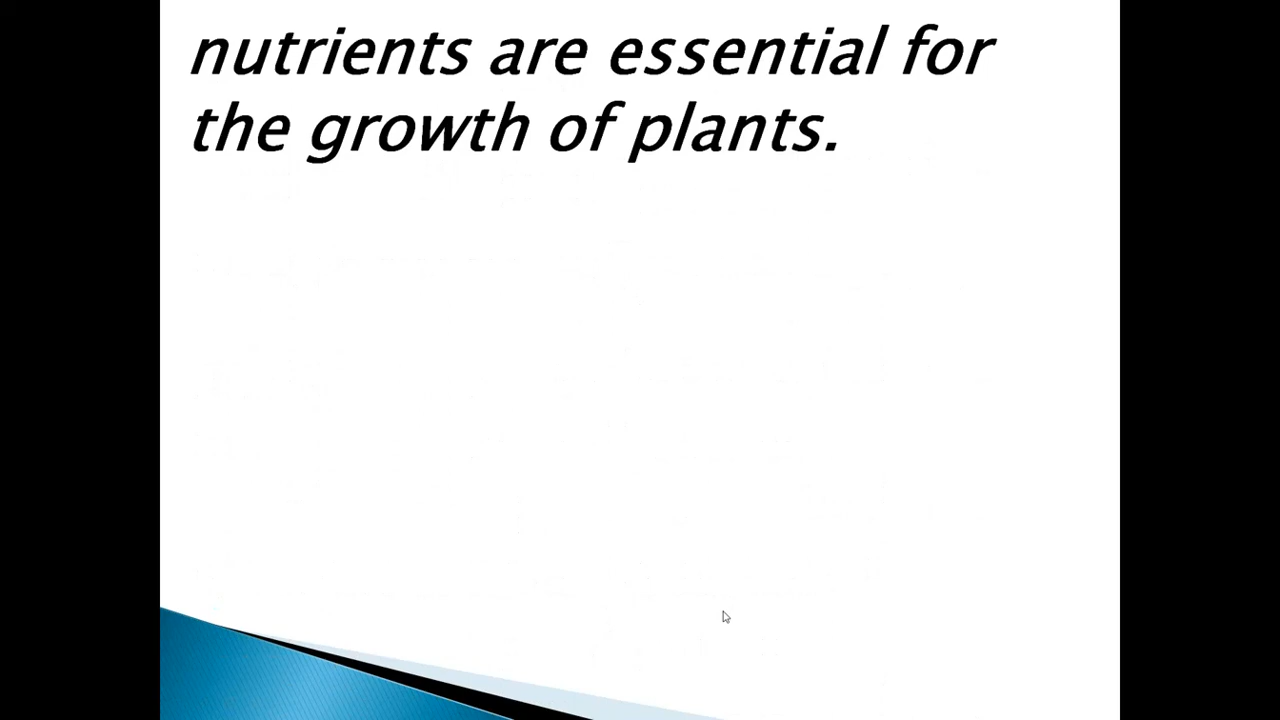 nutrients are essential for
the growth of plants.